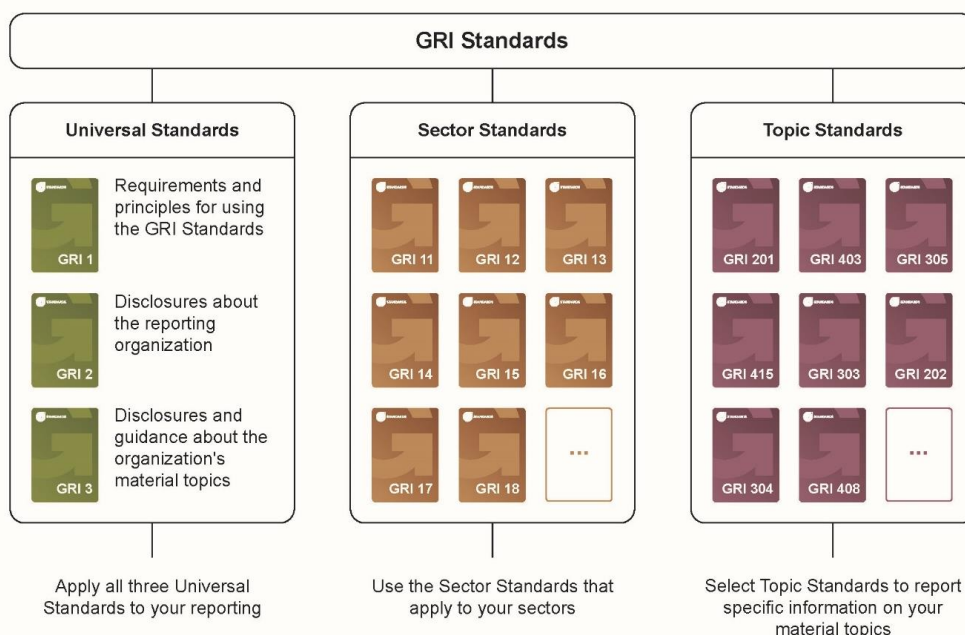 GRI Standards
Universal Standards
GRI 1
Requirements and
principles for using
the GRI Standards
GRI 2
Disclosures about
the reporting
organization
GRI 3
Disclosures and
guidance about the
organization's
material topics
Apply all three Universal
Standards to your reporting
Sector Standards
GRI 11
GRI 12
GRI 13
GRI 14
GRI 15
GRI 16
GRI 17
GRI 18
...
Use the Sector Standards that
apply to your sectors
Topic Standards
GRI 201
GRI 403
GRI 305
GRI 415
GRI 303
GRI 202
GRI 304
GRI 408
...
Select Topic Standards to report
specific information on your
material topics